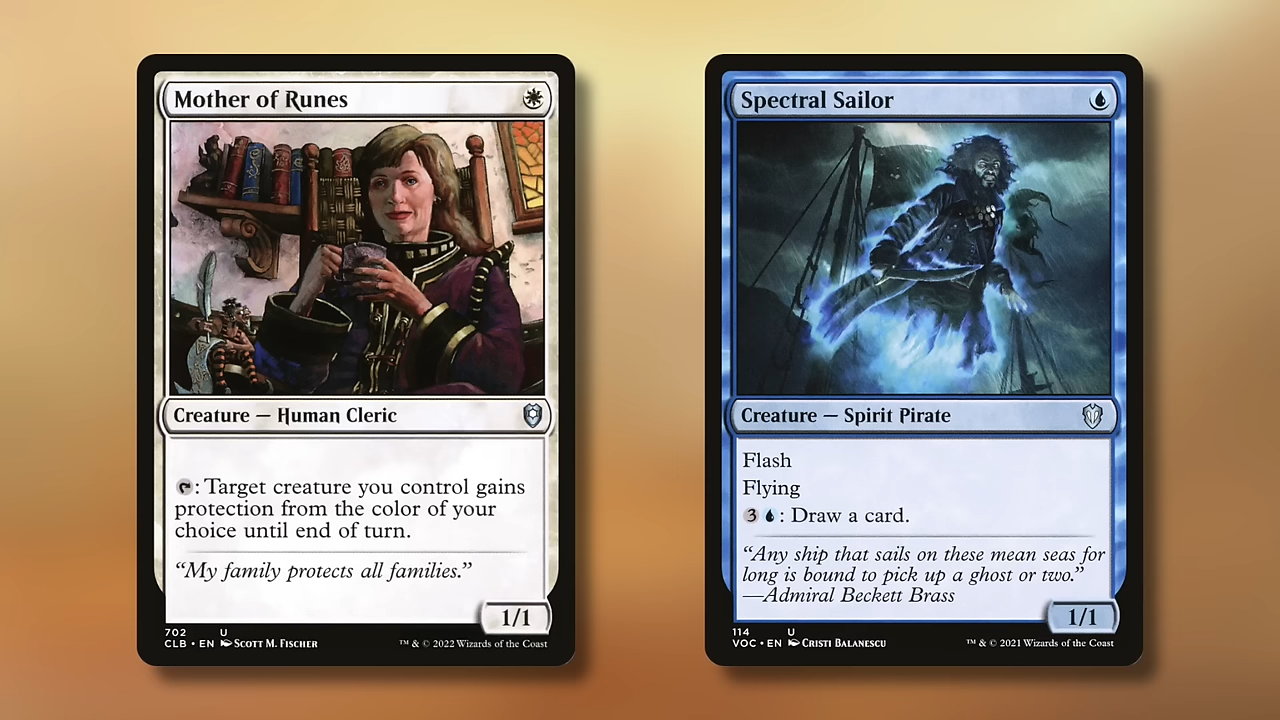 Mother of Runes
Creature — Human Cleric
: Target creature you control gains
protection from the color of your
choice until end of turn.
“My family protects all families.”
1/1
702 U
CLB • EN SCOTT M. FISCHER
™ & © 2022 Wizards of the Coast
Spectral Sailor
Creature — Spirit Pirate
Flash
Flying
3 : Draw a card.
“Any ship that sails on these mean seas for
long is bound to pick up a ghost or two.”
—Admiral Beckett Brass
1/1
114 U
VOC • EN CRISTI BALANESCU
™ & © 2021 Wizards of the Coast